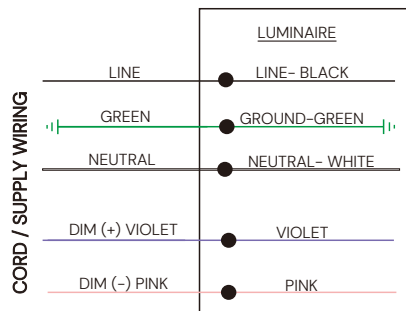 LUMINAIRE
LINE LINE- BLACK
GREEN GROUND-GREEN
NEUTRAL NEUTRAL- WHITE
DIM (+) VIOLET VIOLET
DIM (-) PINK PINK
CORD / SUPPLY WIRING